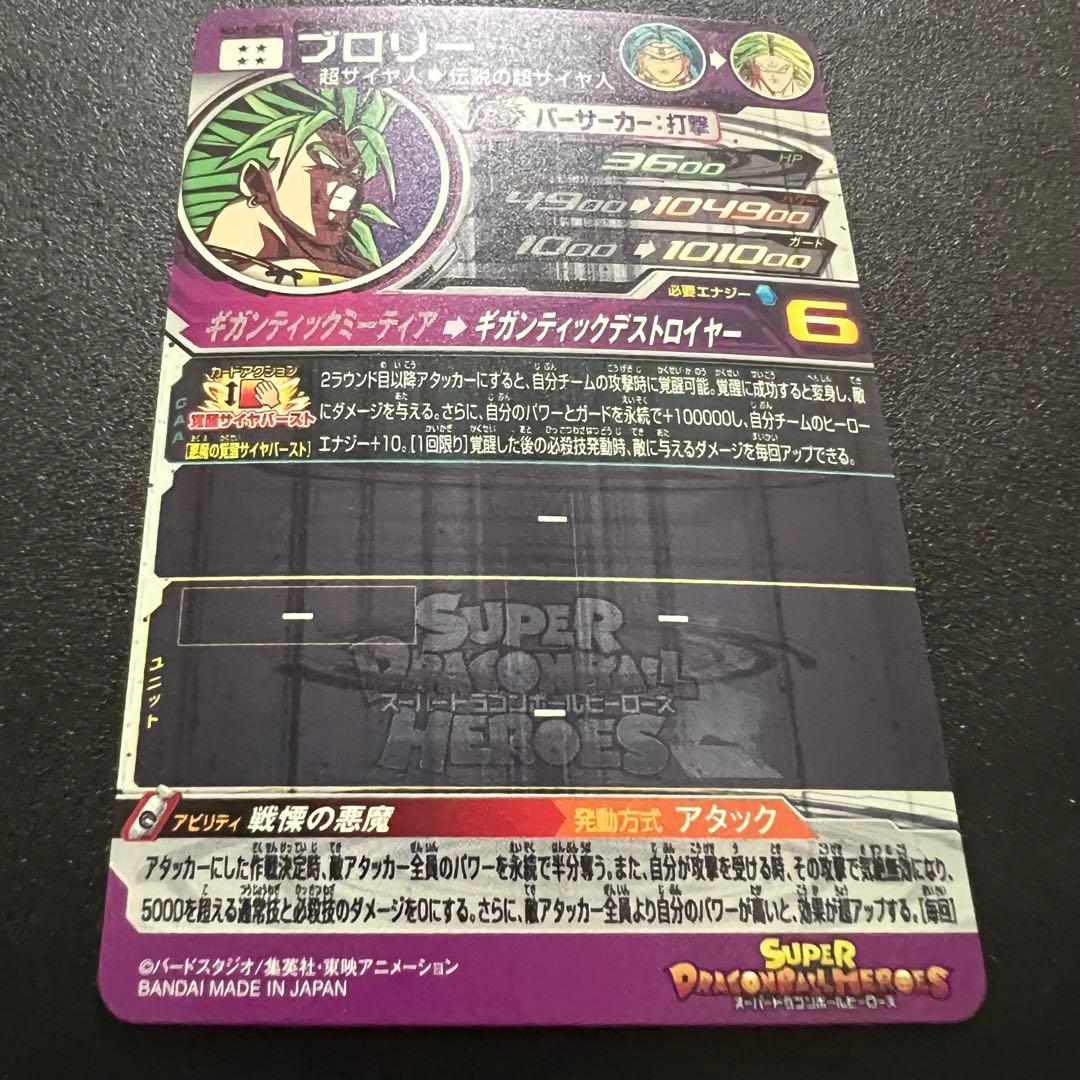 ★★
★★
ブロリー
超サイヤ人➡伝説の超サイヤ人
バーサーカー:打撃
3600 HP
4900➡104900 パワー
1000➡101000 ガード
必要エナジー 6
ギガンティックミーティア➡ギガンティックデストロイヤー
CAA
カードアクション
覚醒サイヤバースト
[悪魔の覚醒サイヤバースト]
2ラウンド目以降アタッカーにすると、自分チームの攻撃時に覚醒可能。覚醒に成功すると変身し、敵
にダメージを与える。さらに、自分のパワーとガードを永続で+100000し、自分チームのヒーロー
エナジー+10。[1回限り]覚醒した後の必殺技発動時、敵に与えるダメージを毎回アップできる。
ー
ユニット
ー
ー
ー
SUPER
DRAGONBALL
スーパードラゴンボールヒーローズ
HEROES
アビリティ 戦慄の悪魔 発動方式 アタック
アタッカーにした作戦決定時、敵アタッカー全員のパワーを永続で半分奪う。また、自分が攻撃を受ける時、その攻撃で気絶無効になり、
5000を超える通常技と必殺技のダメージを0にする。さらに、敵アタッカー全員より自分のパワーが高いと、効果が超アップする。[毎回]
©バードスタジオ/集英社・東映アニメーション
BANDAI MADE IN JAPAN
SUPER
DRAGONBALL HEROES
スーパードラゴンボールヒーローズ